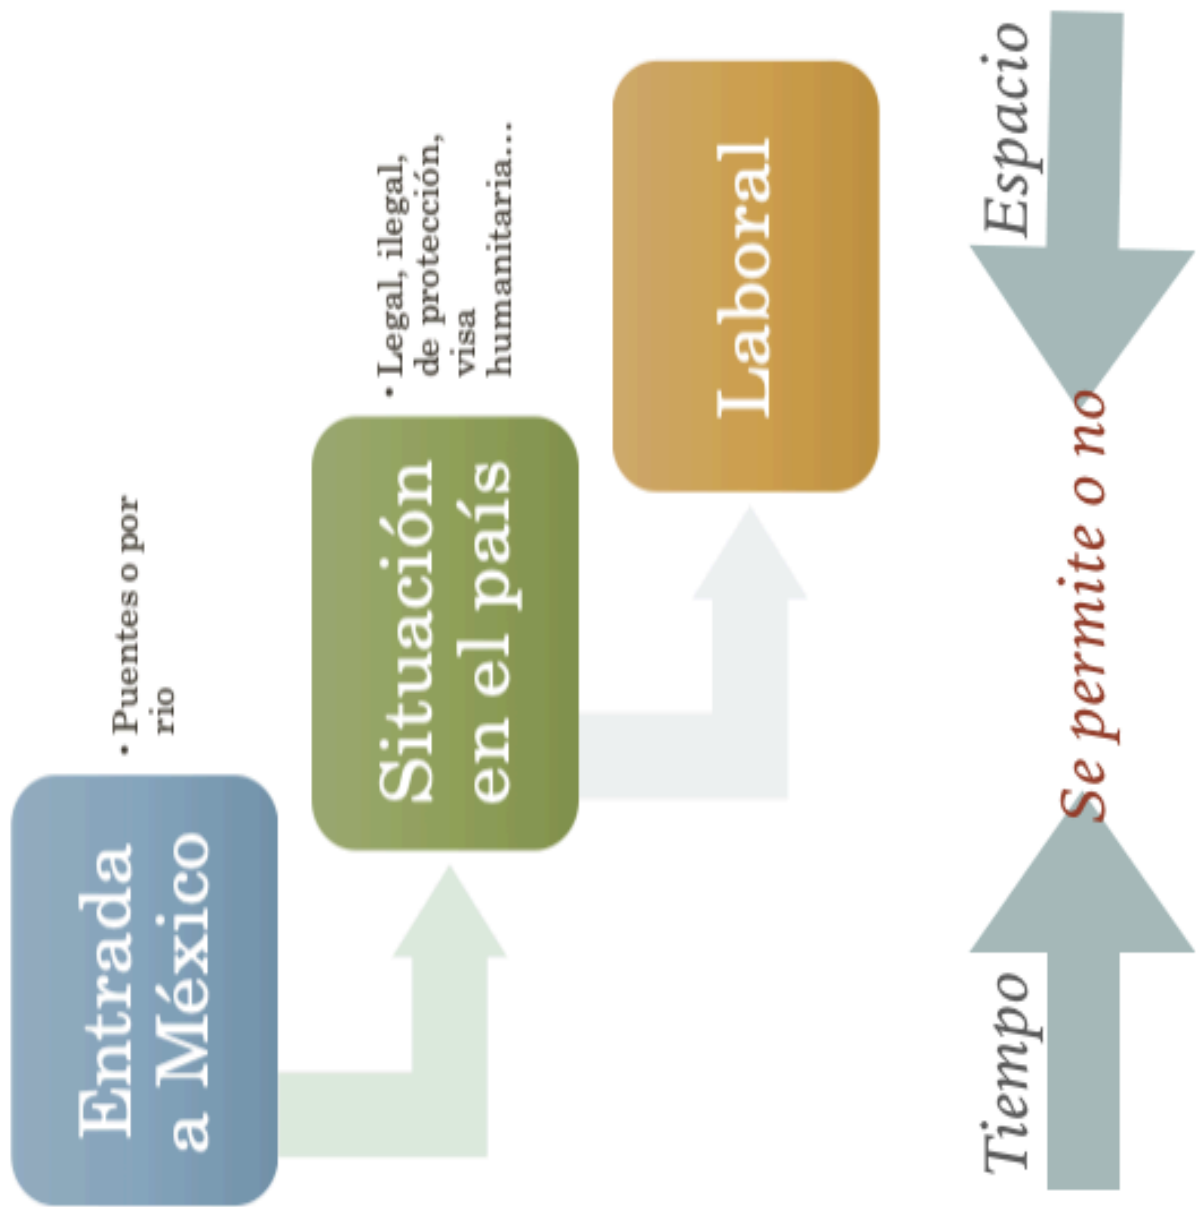 Entrada
a México
• Puentes o por
rio
Situación
en el país
• Legal, ilegal,
de protección,
visa
humanitaria...
Laboral
Tiempo
Se permite o no
Espacio